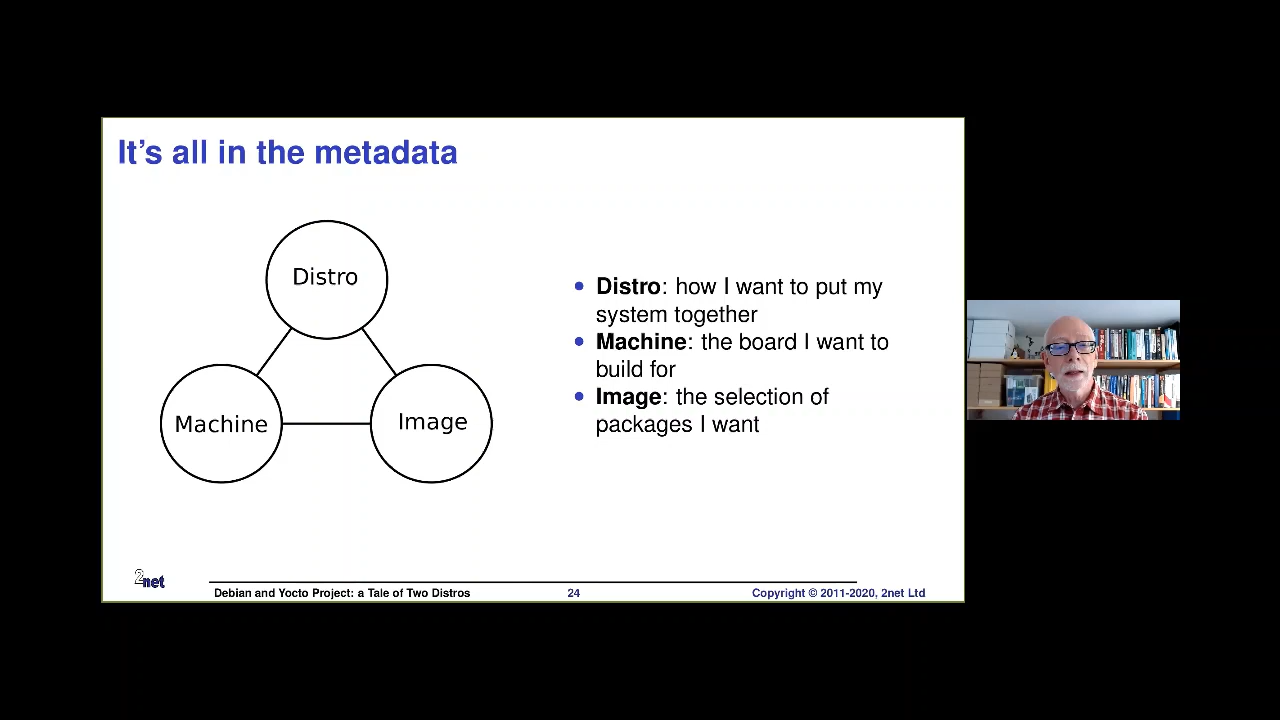 It's all in the metadata
Distro
Machine
Image
• Distro: how I want to put my
system together
• Machine: the board I want to
build for
• Image: the selection of
packages I want
2net
Debian and Yocto Project: a Tale of Two Distros
24
Copyright © 2011-2020, 2net Ltd